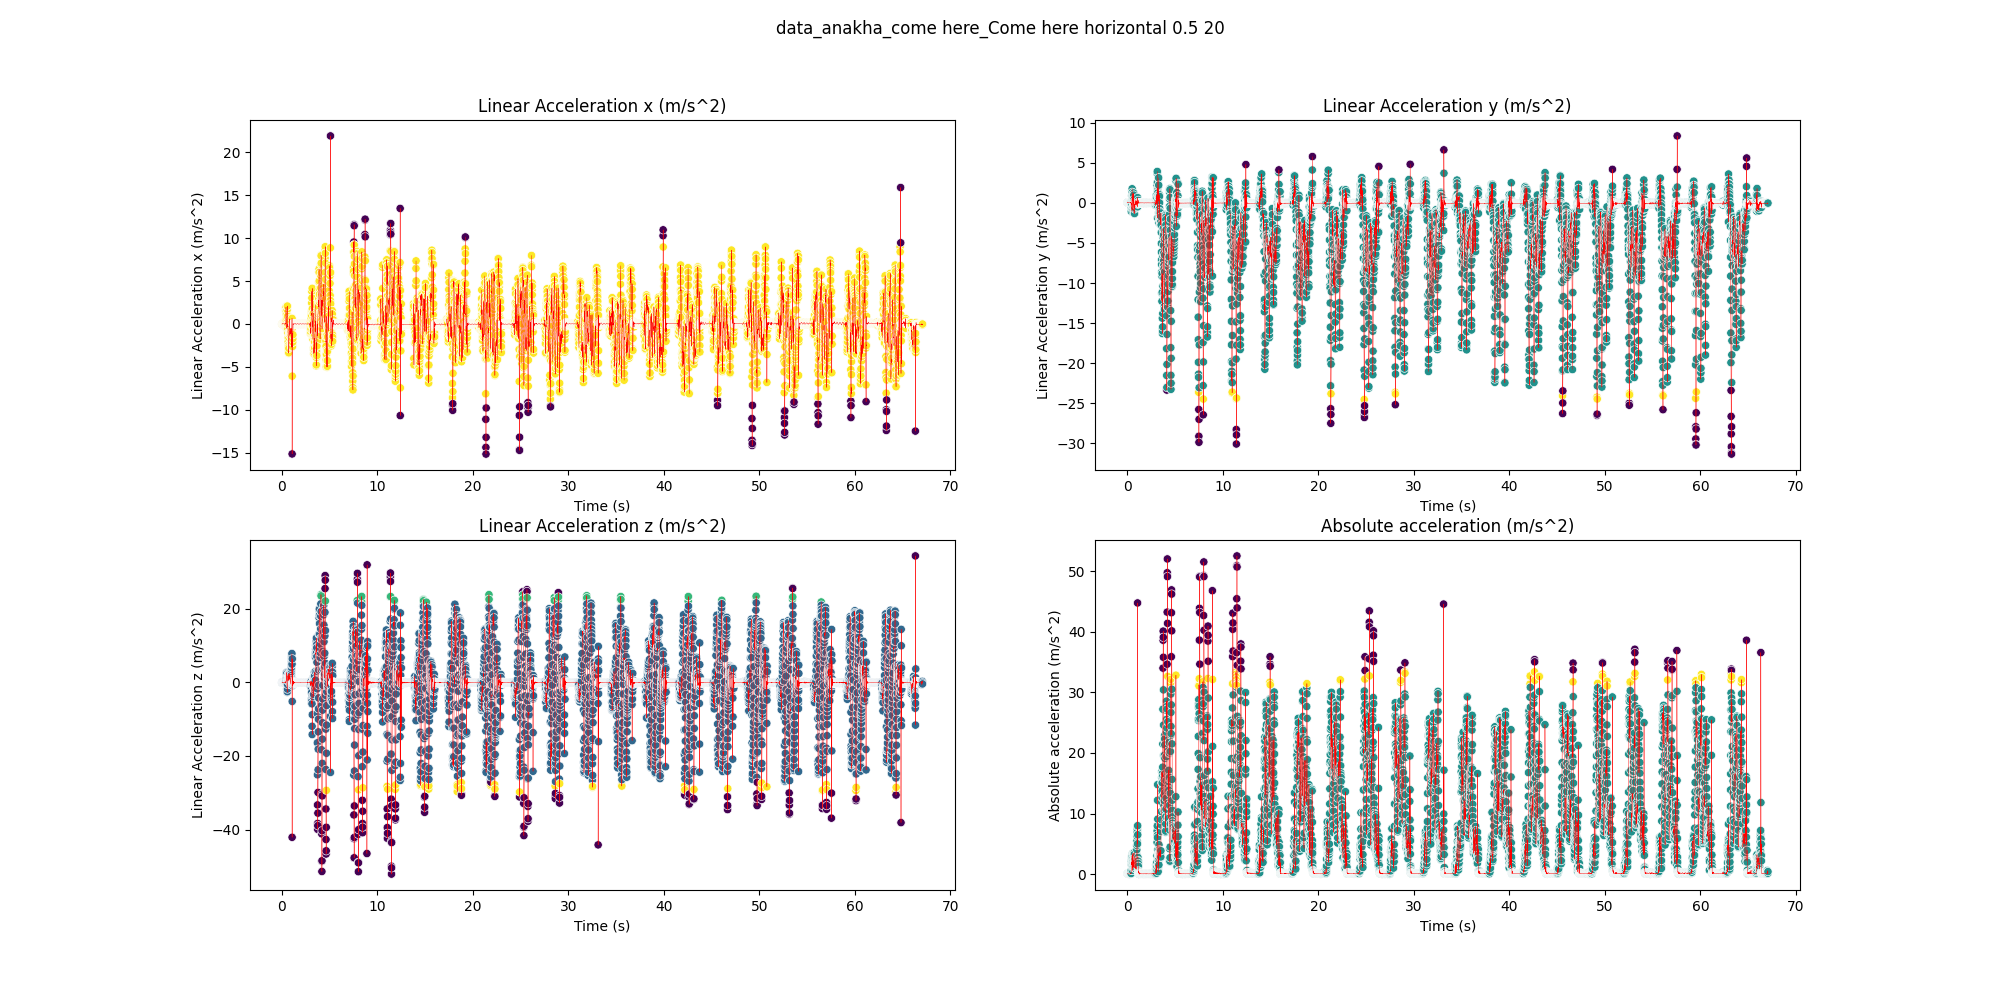 data_anakha_come here_Come here horizontal 0.5 20
Linear Acceleration x (m/s^2)
Linear Acceleration x (m/s^2)
20
15
10
5
0
−5
−10
−15
0 10 20 30 40 50 60 70
Time (s)
Linear Acceleration y (m/s^2)
Linear Acceleration y (m/s^2)
10
5
0
−5
−10
−15
−20
−25
−30
0 10 20 30 40 50 60 70
Time (s)
Linear Acceleration z (m/s^2)
Linear Acceleration z (m/s^2)
20
0
−20
−40
0 10 20 30 40 50 60 70
Time (s)
Absolute acceleration (m/s^2)
Absolute acceleration (m/s^2)
50
40
30
20
10
0
0 10 20 30 40 50 60 70
Time (s)